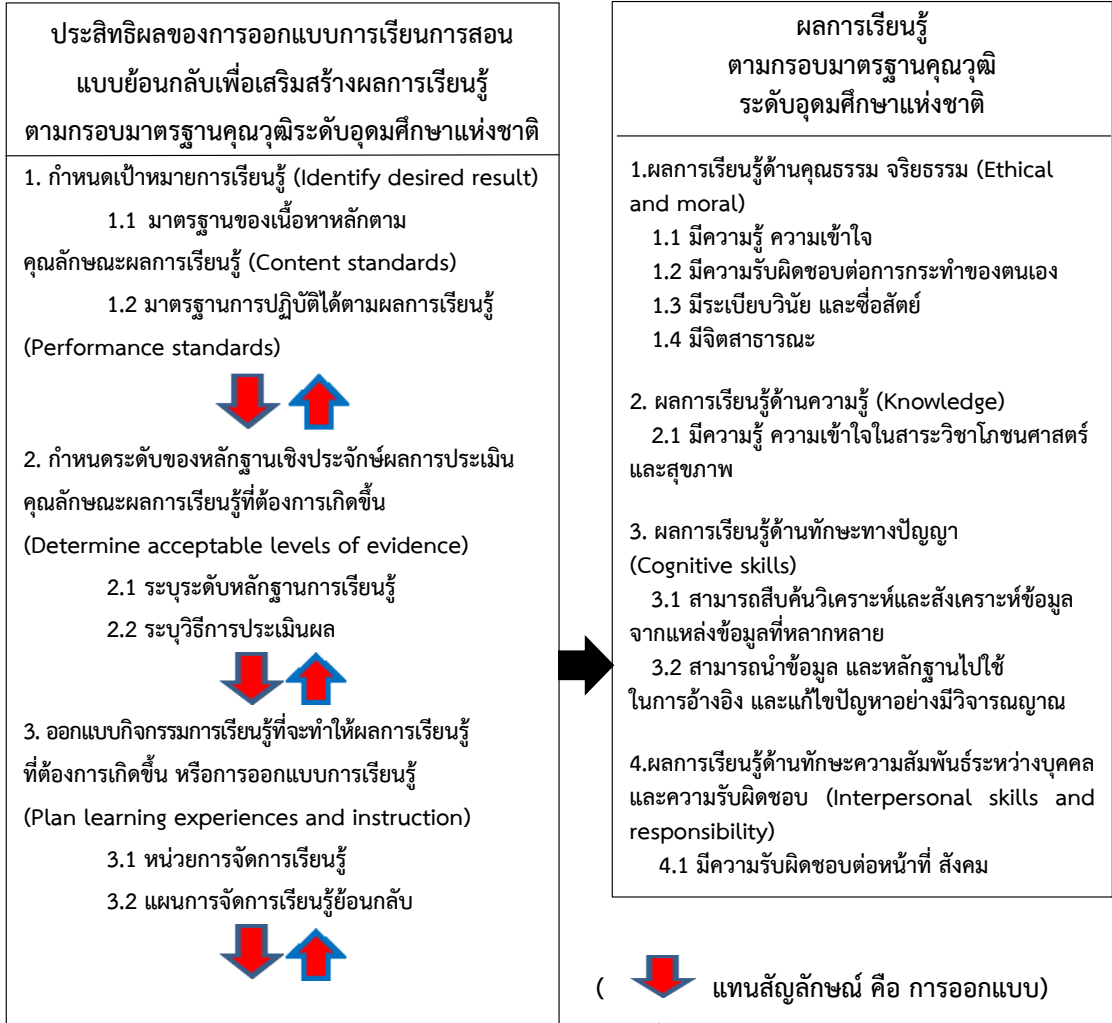 ประสิทธิผลของการออกแบบการเรียนการสอน
แบบย้อนกลับเพื่อเสริมสร้างผลการเรียนรู้
ตามกรอบมาตรฐานคุณวุฒิระดับอุดมศึกษาแห่งชาติ
1. กำหนดเป้าหมายการเรียนรู้ (Identify desired result)
1.1 มาตรฐานของเนื้อหาหลักตาม
คุณลักษณะผลการเรียนรู้ (Content standards)
1.2 มาตรฐานการปฏิบัติได้ตามผลการเรียนรู้
(Performance standards)
2. กำหนดระดับของหลักฐานเชิงประจักษ์ผลการประเมิน
คุณลักษณะผลการเรียนรู้ที่ต้องการเกิดขึ้น
(Determine acceptable levels of evidence)
2.1 ระบุระดับหลักฐานการเรียนรู้
2.2 ระบุวิธีการประเมินผล
3. ออกแบบกิจกรรมการเรียนรู้ที่จะทำให้ผลการเรียนรู้
ที่ต้องการเกิดขึ้น หรือการออกแบบการเรียนรู้
(Plan learning experiences and instruction)
3.1 หน่วยการจัดการเรียนรู้
3.2 แผนการจัดการเรียนรู้ย้อนกลับ
ผลการเรียนรู้
ตามกรอบมาตรฐานคุณวุฒิ
ระดับอุดมศึกษาแห่งชาติ
1.ผลการเรียนรู้ด้านคุณธรรม จริยธรรม (Ethical
and moral)
1.1 มีความรู้ ความเข้าใจ
1.2 มีความรับผิดชอบต่อการกระทำของตนเอง
1.3 มีระเบียบวินัย และซื่อสัตย์
1.4 มีจิตสาธารณะ
2. ผลการเรียนรู้ด้านความรู้ (Knowledge)
2.1 มีความรู้ ความเข้าใจในสาระวิชาโภชนศาสตร์
และสุขภาพ
3. ผลการเรียนรู้ด้านทักษะทางปัญญา
(Cognitive skills)
3.1 สามารถสืบค้นวิเคราะห์และสังเคราะห์ข้อมูล
จากแหล่งข้อมูลที่หลากหลาย
3.2 สามารถนำข้อมูล และหลักฐานไปใช้
ในการอ้างอิง และแก้ไขปัญหาอย่างมีวิจารณญาณ
4.ผลการเรียนรู้ด้านทักษะความสัมพันธ์ระหว่างบุคคล
และความรับผิดชอบ (Interpersonal skills and
responsibility)
4.1 มีความรับผิดชอบต่อหน้าที่ สังคม
( แทนสัญลักษณ์ คือ การออกแบบ)